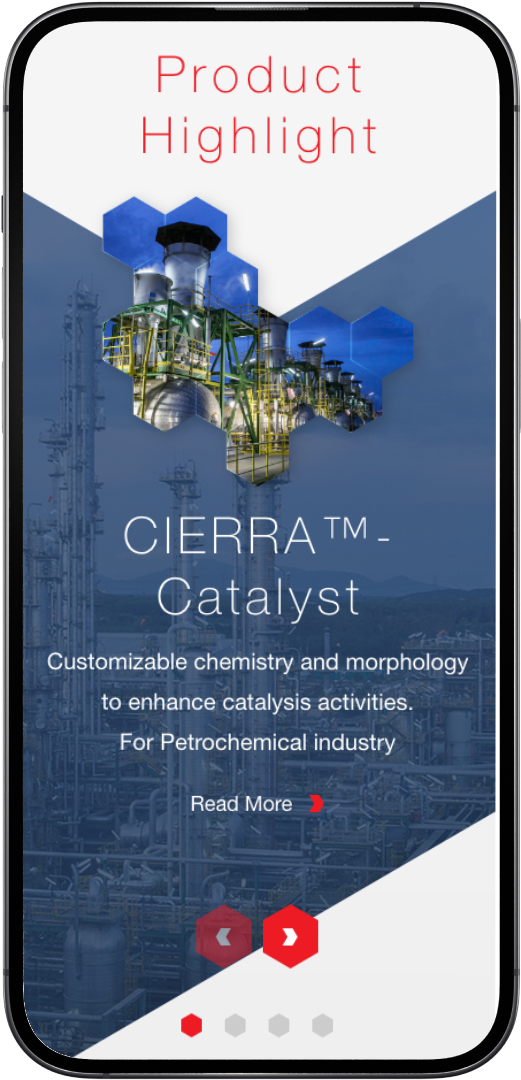 Product
Highlight
CIERRA™-
Catalyst
Customizable chemistry and morphology
to enhance catalysis activities.
For Petrochemical industry
Read More